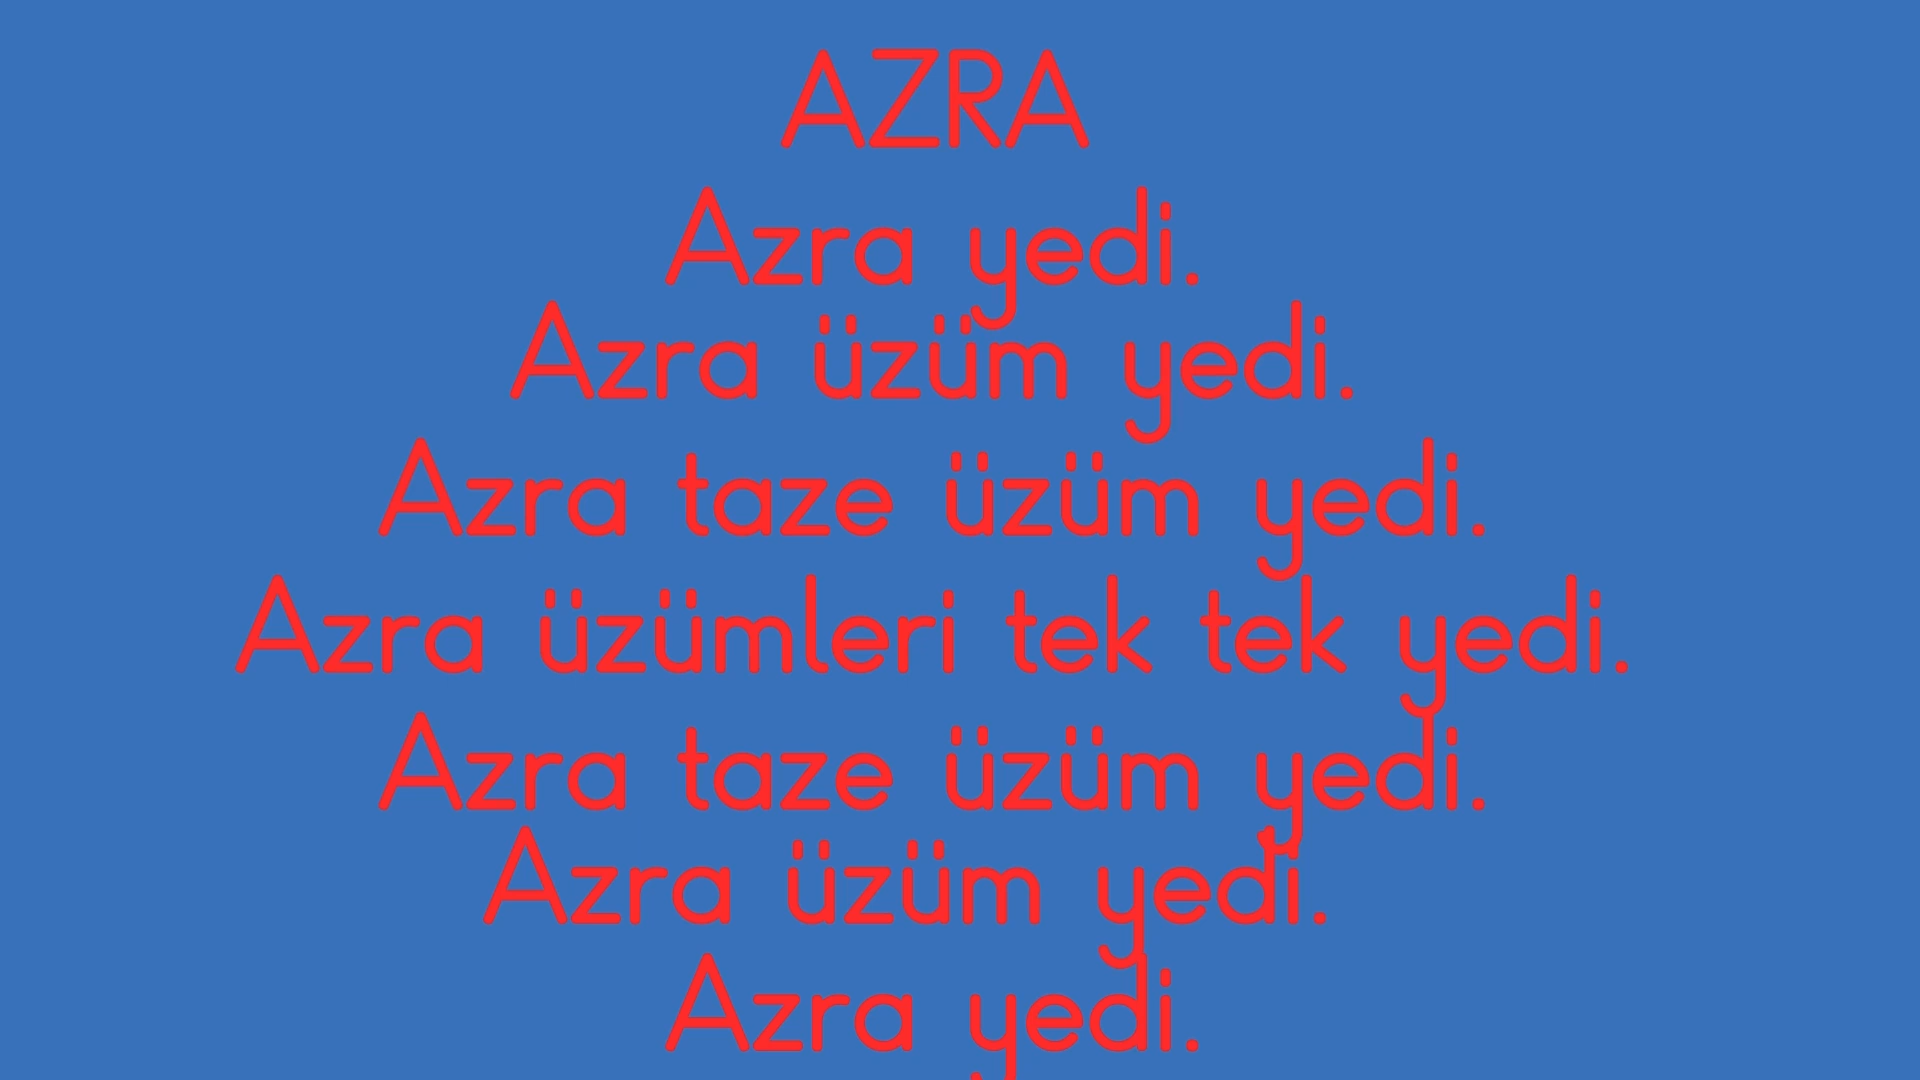 AZRA
Azra yedi.
Azra üzüm yedi.
Azra taze üzüm yedi.
Azra üzümleri tek tek yedi.
Azra taze üzüm yedi.
Azra üzüm yedi.
Azra yedi.